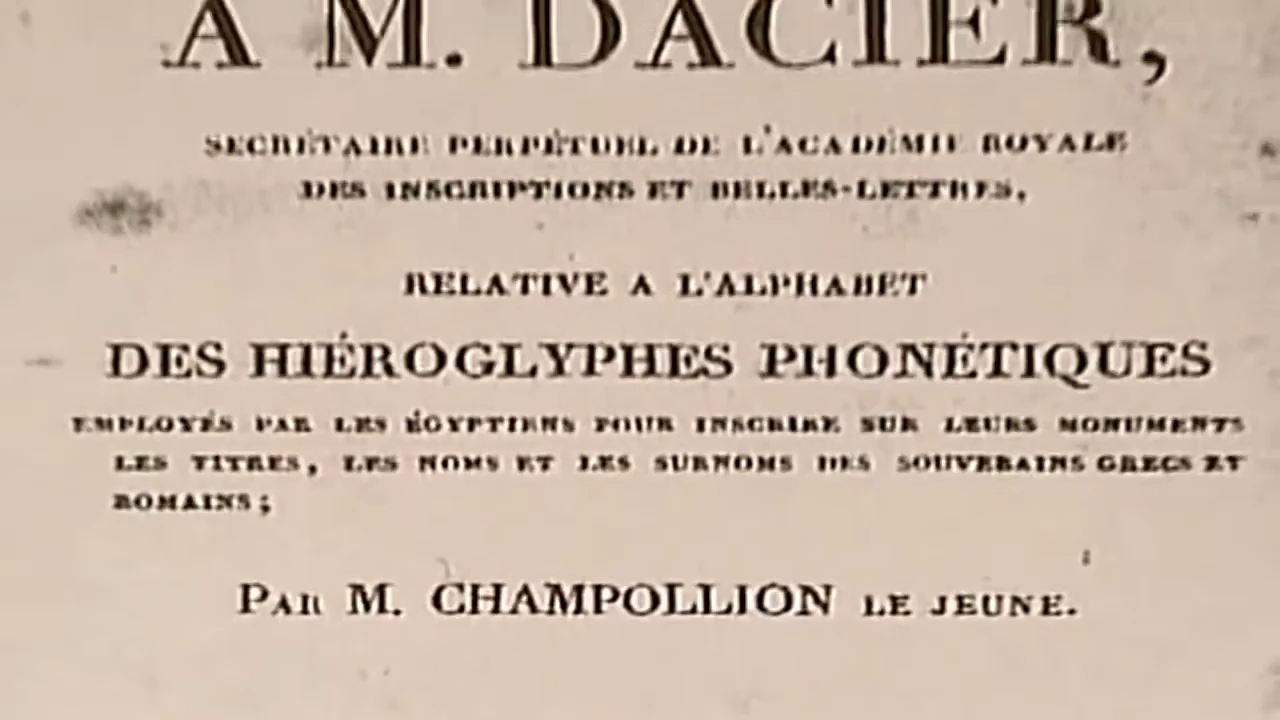 A M. DACIER,
SECRÉTAIRE PERPÉTUEL DE L'ACADÉMIE ROYALE
DES INSCRIPTIONS ET BELLES-LETTRES,
RELATIVE A L'ALPHABET
DES HIÉROGLYPHES PHONÉTIQUES
EMPLOYÉS PAR LES ÉGYPTIENS POUR INSCRIRE SUR LEURS MONUMENTS
LES TITRES, LES NOMS ET LES SURNOMS DES SOUVERAINS GRECS ET
ROMAINS;
PAR M. CHAMPOLLION LE JEUNE.